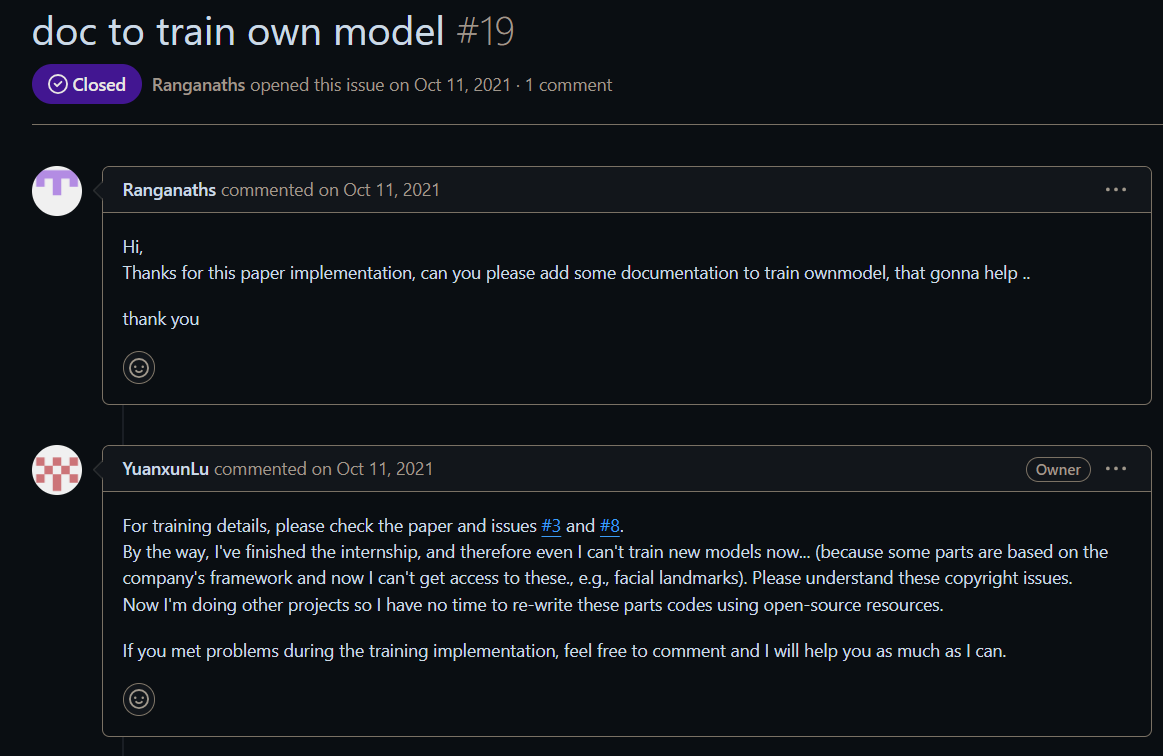 doc to train own model #19
Closed Ranganaths opened this issue on Oct 11, 2021 · 1 comment
Ranganaths commented on Oct 11, 2021
Hi,
Thanks for this paper implementation, can you please add some documentation to train ownmodel, that gonna help ..
thank you
YuanxunLu commented on Oct 11, 2021 Owner
For training details, please check the paper and issues #3 and #8.
By the way, I've finished the internship, and therefore even I can't train new models now... (because some parts are based on the
company's framework and now I can't get access to these., e.g., facial landmarks). Please understand these copyright issues.
Now I'm doing other projects so I have no time to re-write these parts codes using open-source resources.
If you met problems during the training implementation, feel free to comment and I will help you as much as I can.